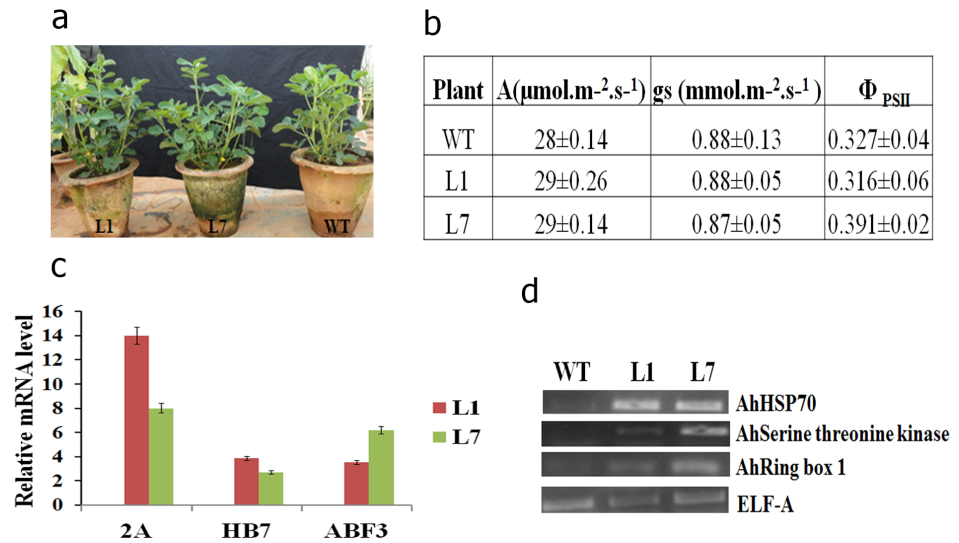 a
L1 L7 WT
b
Plant A(µmol.m-².s-¹) gs (mmol.m-².s-¹ ) Φ PSII
WT 28±0.14 0.88±0.13 0.327±0.04
L1 29±0.26 0.88±0.05 0.316±0.06
L7 29±0.14 0.87±0.05 0.391±0.02
c
Relative mRNA level
16
14
12
10
8
6
4
2
0
2A HB7 ABF3
L1
L7
d
WT L1 L7
AhHSP70
AhSerine threonine kinase
AhRing box 1
ELF-A